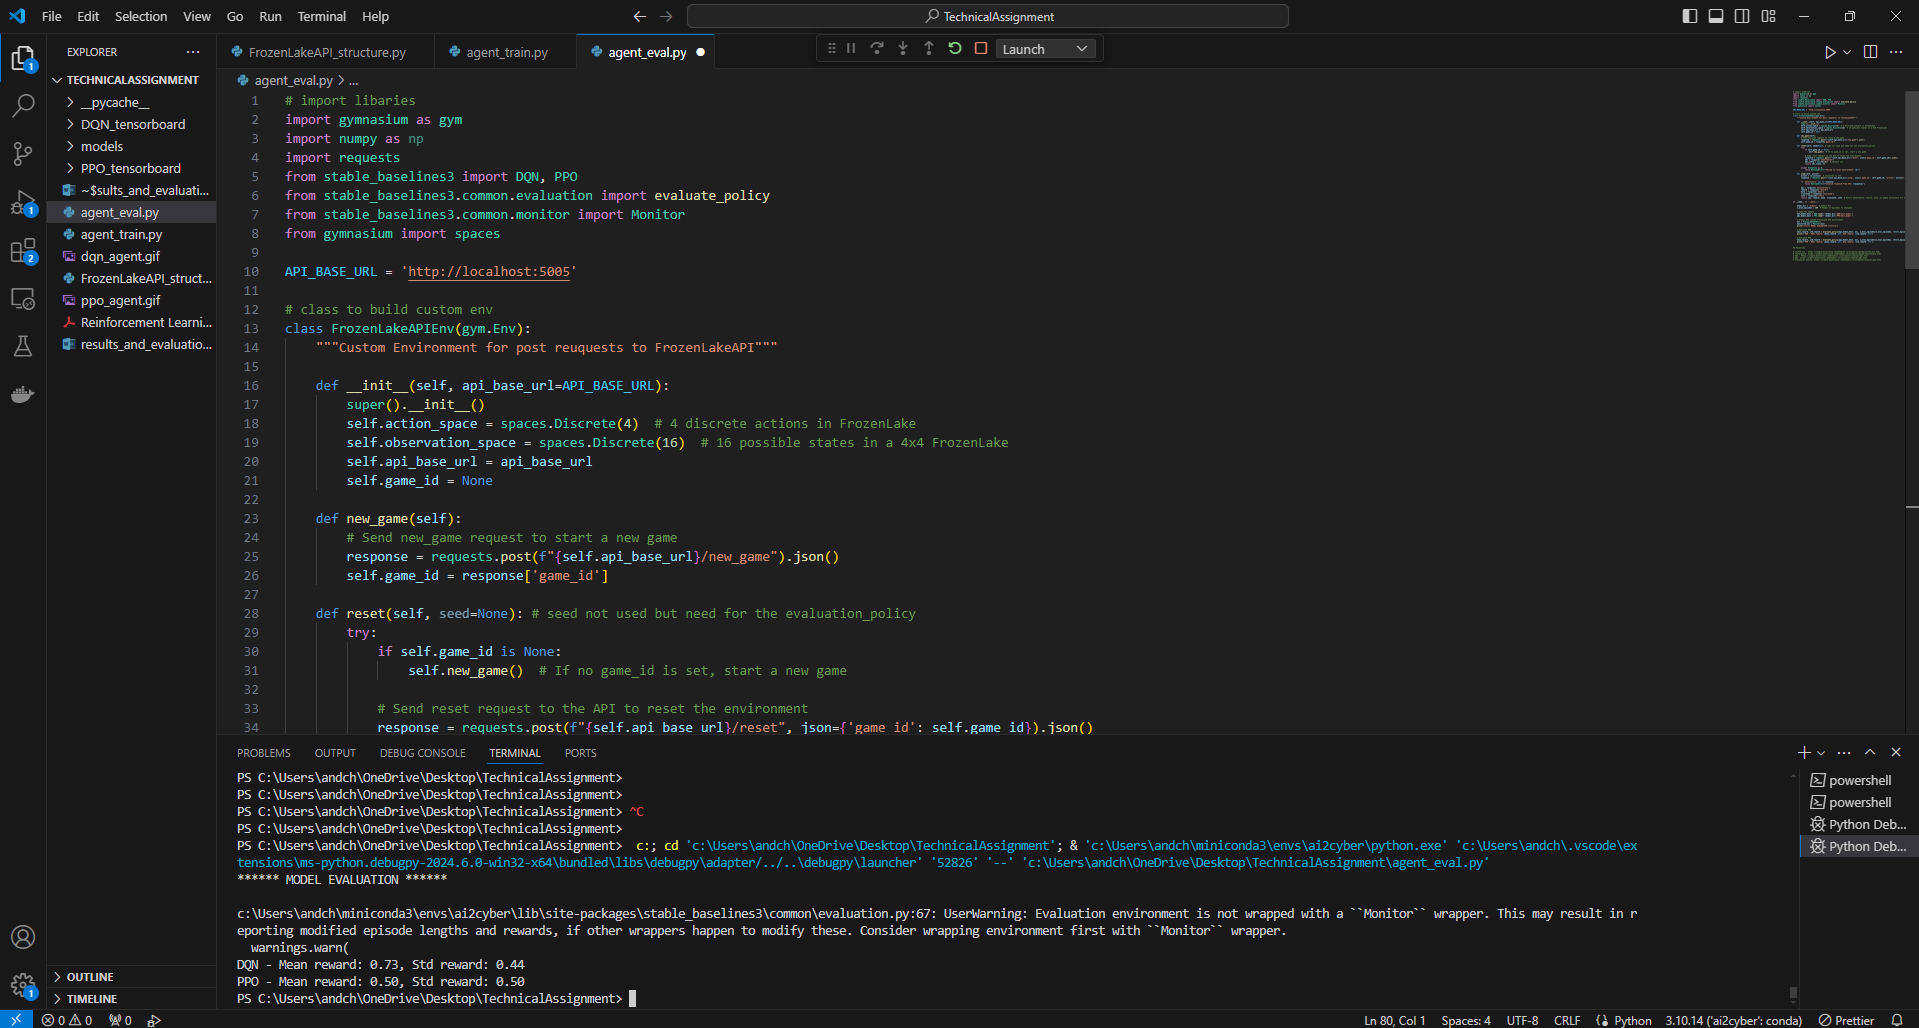 File Edit Selection View Go Run Terminal Help
TechnicalAssignment
EXPLORER
TECHNICALASSIGNMENT
__pycache__
DQN_tensorboard
models
PPO_tensorboard
~$sults_and_evaluati...
agent_eval.py
agent_train.py
dqn_agent.gif
FrozenLakeAPI_struct...
ppo_agent.gif
Reinforcement Learni...
results_and_evaluatio...
OUTLINE
TIMELINE
1
1
2
1
FrozenLakeAPI_structure.py
agent_train.py
agent_eval.py
Launch
agent_eval.py > ...
1 # import libaries
2 import gymnasium as gym
3 import numpy as np
4 import requests
5 from stable_baselines3 import DQN, PPO
6 from stable_baselines3.common.evaluation import evaluate_policy
7 from stable_baselines3.common.monitor import Monitor
8 from gymnasium import spaces
9
10 API_BASE_URL = 'http://localhost:5005'
11
12 # class to build custom env
13 class FrozenLakeAPIEnv(gym.Env):
14 """Custom Environment for post reuquests to FrozenLakeAPI"""
15
16 def __init__(self, api_base_url=API_BASE_URL):
17 super().__init__()
18 self.action_space = spaces.Discrete(4)  # 4 discrete actions in FrozenLake
19 self.observation_space = spaces.Discrete(16)  # 16 possible states in a 4x4 FrozenLake
20 self.api_base_url = api_base_url
21 self.game_id = None
22
23 def new_game(self):
24 # Send new_game request to start a new game
25 response = requests.post(f"{self.api_base_url}/new_game").json()
26 self.game_id = response['game_id']
27
28 def reset(self, seed=None): # seed not used but need for the evaluation_policy
29 try:
30 if self.game_id is None:
31 self.new_game()  # If no game_id is set, start a new game
32
33 # Send reset request to the API to reset the environment
34 response = requests.post(f"{self.api_base_url}/reset", json={'game_id': self.game_id}).json()
PROBLEMS OUTPUT DEBUG CONSOLE TERMINAL PORTS
PS C:\Users\andch\OneDrive\Desktop\TechnicalAssignment>
PS C:\Users\andch\OneDrive\Desktop\TechnicalAssignment>
PS C:\Users\andch\OneDrive\Desktop\TechnicalAssignment> ^C
PS C:\Users\andch\OneDrive\Desktop\TechnicalAssignment>
PS C:\Users\andch\OneDrive\Desktop\TechnicalAssignment>  c:; cd 'c:\Users\andch\OneDrive\Desktop\TechnicalAssignment'; & 'c:\Users\andch\miniconda3\envs\ai2cyber\python.exe' 'c:\Users\andch\.vscode\ex
tensions\ms-python.debugpy-2024.6.0-win32-x64\bundled\libs\debugpy\adapter/../..\debugpy\launcher' '52826' '--' 'c:\Users\andch\OneDrive\Desktop\TechnicalAssignment\agent_eval.py'
****** MODEL EVALUATION ******
c:\Users\andch\miniconda3\envs\ai2cyber\lib\site-packages\stable_baselines3\common\evaluation.py:67: UserWarning: Evaluation environment is not wrapped with a ``Monitor`` wrapper. This may result in r
eporting modified episode lengths and rewards, if other wrappers happen to modify these. Consider wrapping environment first with ``Monitor`` wrapper.
warnings.warn(
DQN - Mean reward: 0.73, Std reward: 0.44
PPO - Mean reward: 0.50, Std reward: 0.50
PS C:\Users\andch\OneDrive\Desktop\TechnicalAssignment>
powershell
powershell
Python Deb...
Python Deb...
0 0 0
Ln 80, Col 1 Spaces: 4 UTF-8 CRLF Python 3.10.14 ('ai2cyber': conda) Prettier